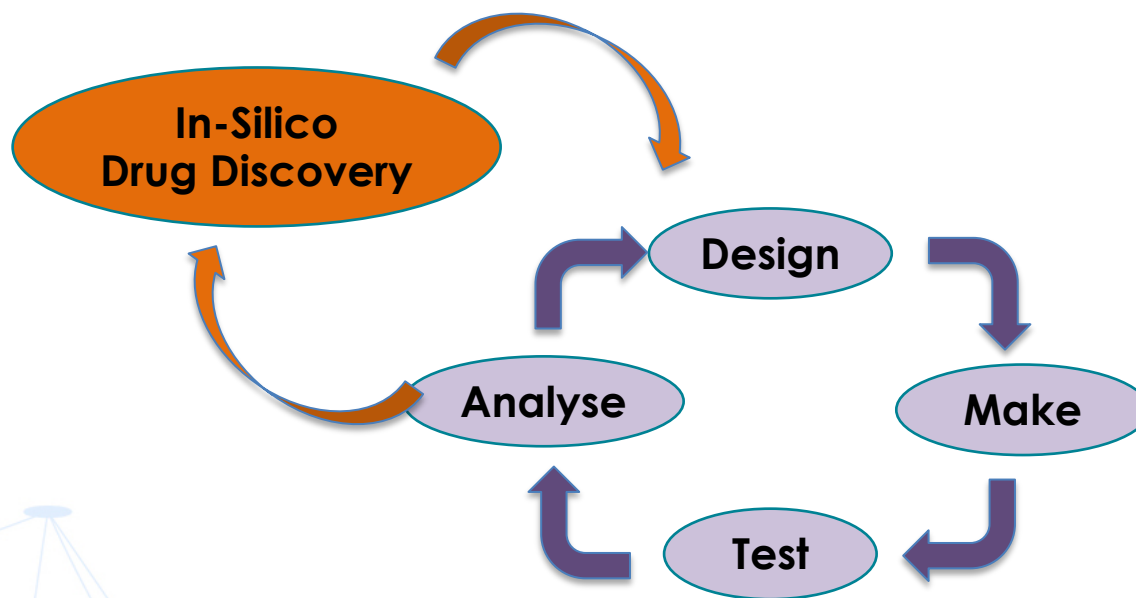 In-Silico
Drug Discovery
Design
Analyse
Make
Test